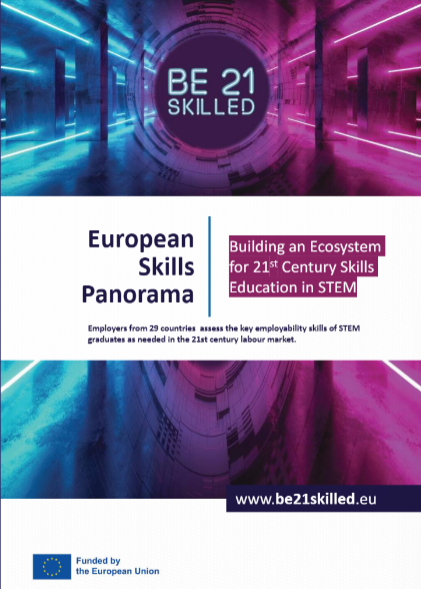 BE 21
SKILLED
European
Skills
Panorama
Building an Ecosystem
for 21st Century Skills
Education in STEM
Employers from 29 countries assess the key employability skills of STEM
graduates as needed in the 21st century labour market.
www.be21skilled.eu
Funded by
the European Union